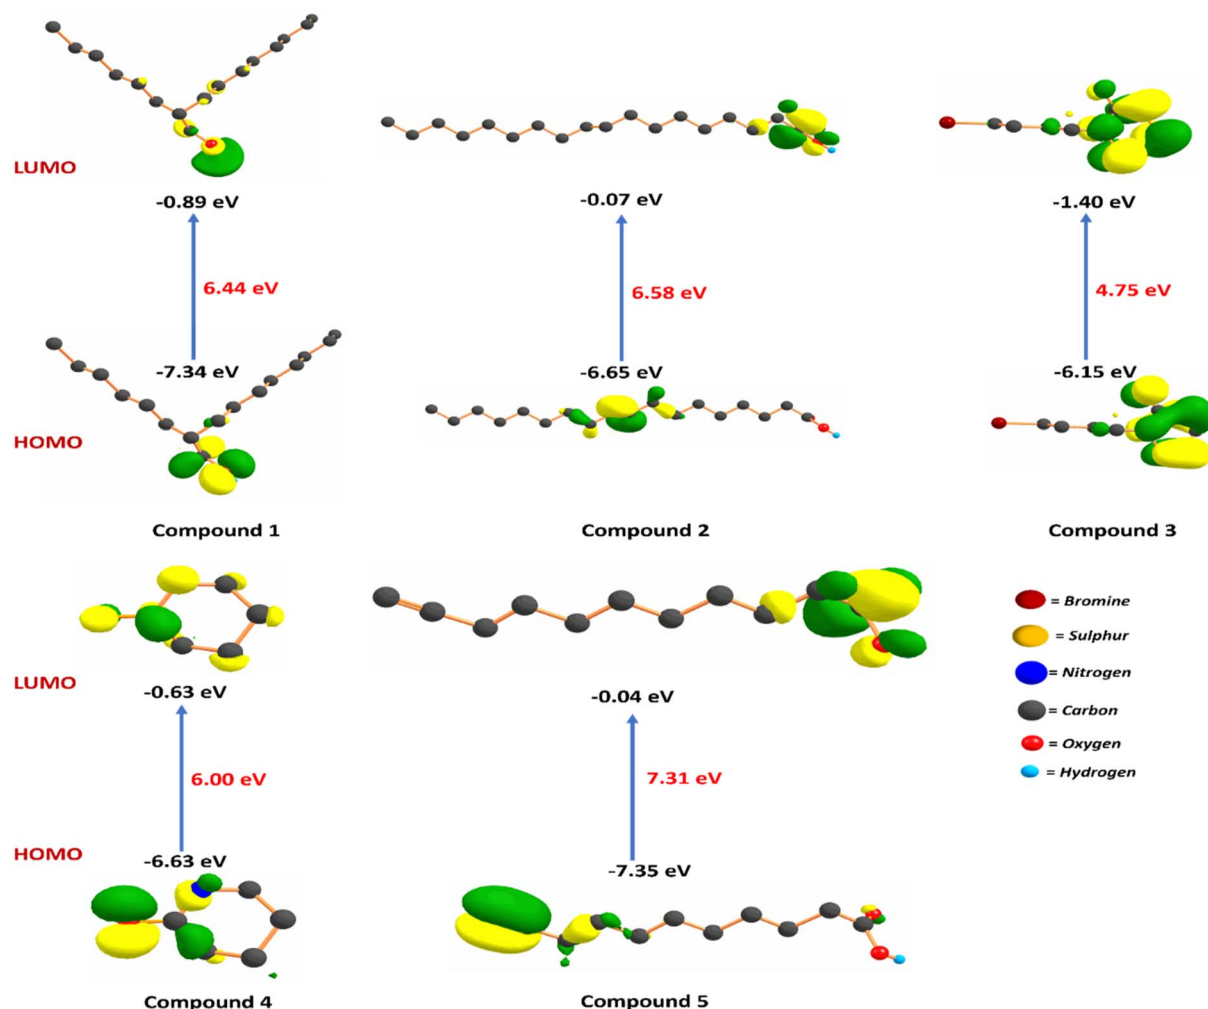 LUMO
-0.89 eV
-0.07 eV
-1.40 eV
6.44 eV
6.58 eV
4.75 eV
-7.34 eV
-6.65 eV
-6.15 eV
HOMO
Compound 1
Compound 2
Compound 3
= Bromine
= Sulphur
= Nitrogen
= Carbon
= Oxygen
= Hydrogen
LUMO
-0.63 eV
-0.04 eV
6.00 eV
7.31 eV
HOMO
-6.63 eV
-7.35 eV
Compound 4
Compound 5